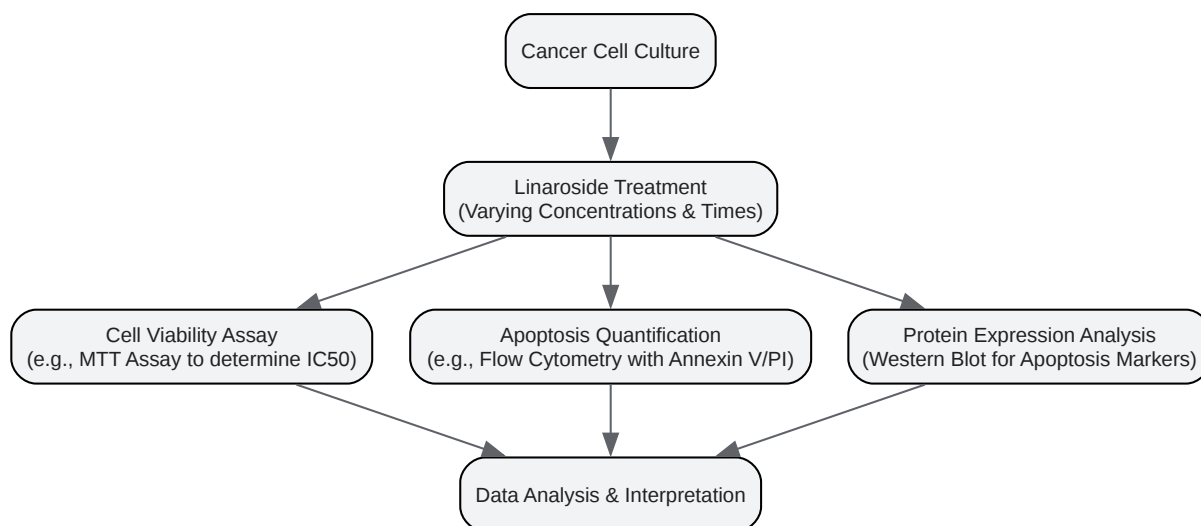 Cancer Cell Culture
Linaroside Treatment
(Varying Concentrations & Times)
Cell Viability Assay
(e.g., MTT Assay to determine IC50)
Apoptosis Quantification
(e.g., Flow Cytometry with Annexin V/PI)
Protein Expression Analysis
(Western Blot for Apoptosis Markers)
Data Analysis & Interpretation